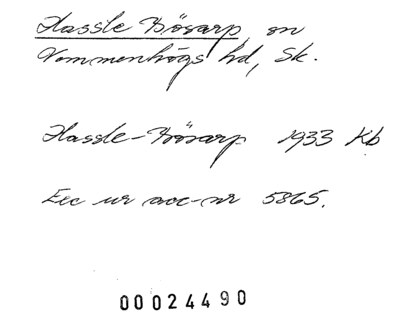 Hassle Bösarp, sn
Vemmenhögs hd, Sk.
Hassle-Bösarp 1933 Kb
Exc ur acc-nr 5865.
00024490